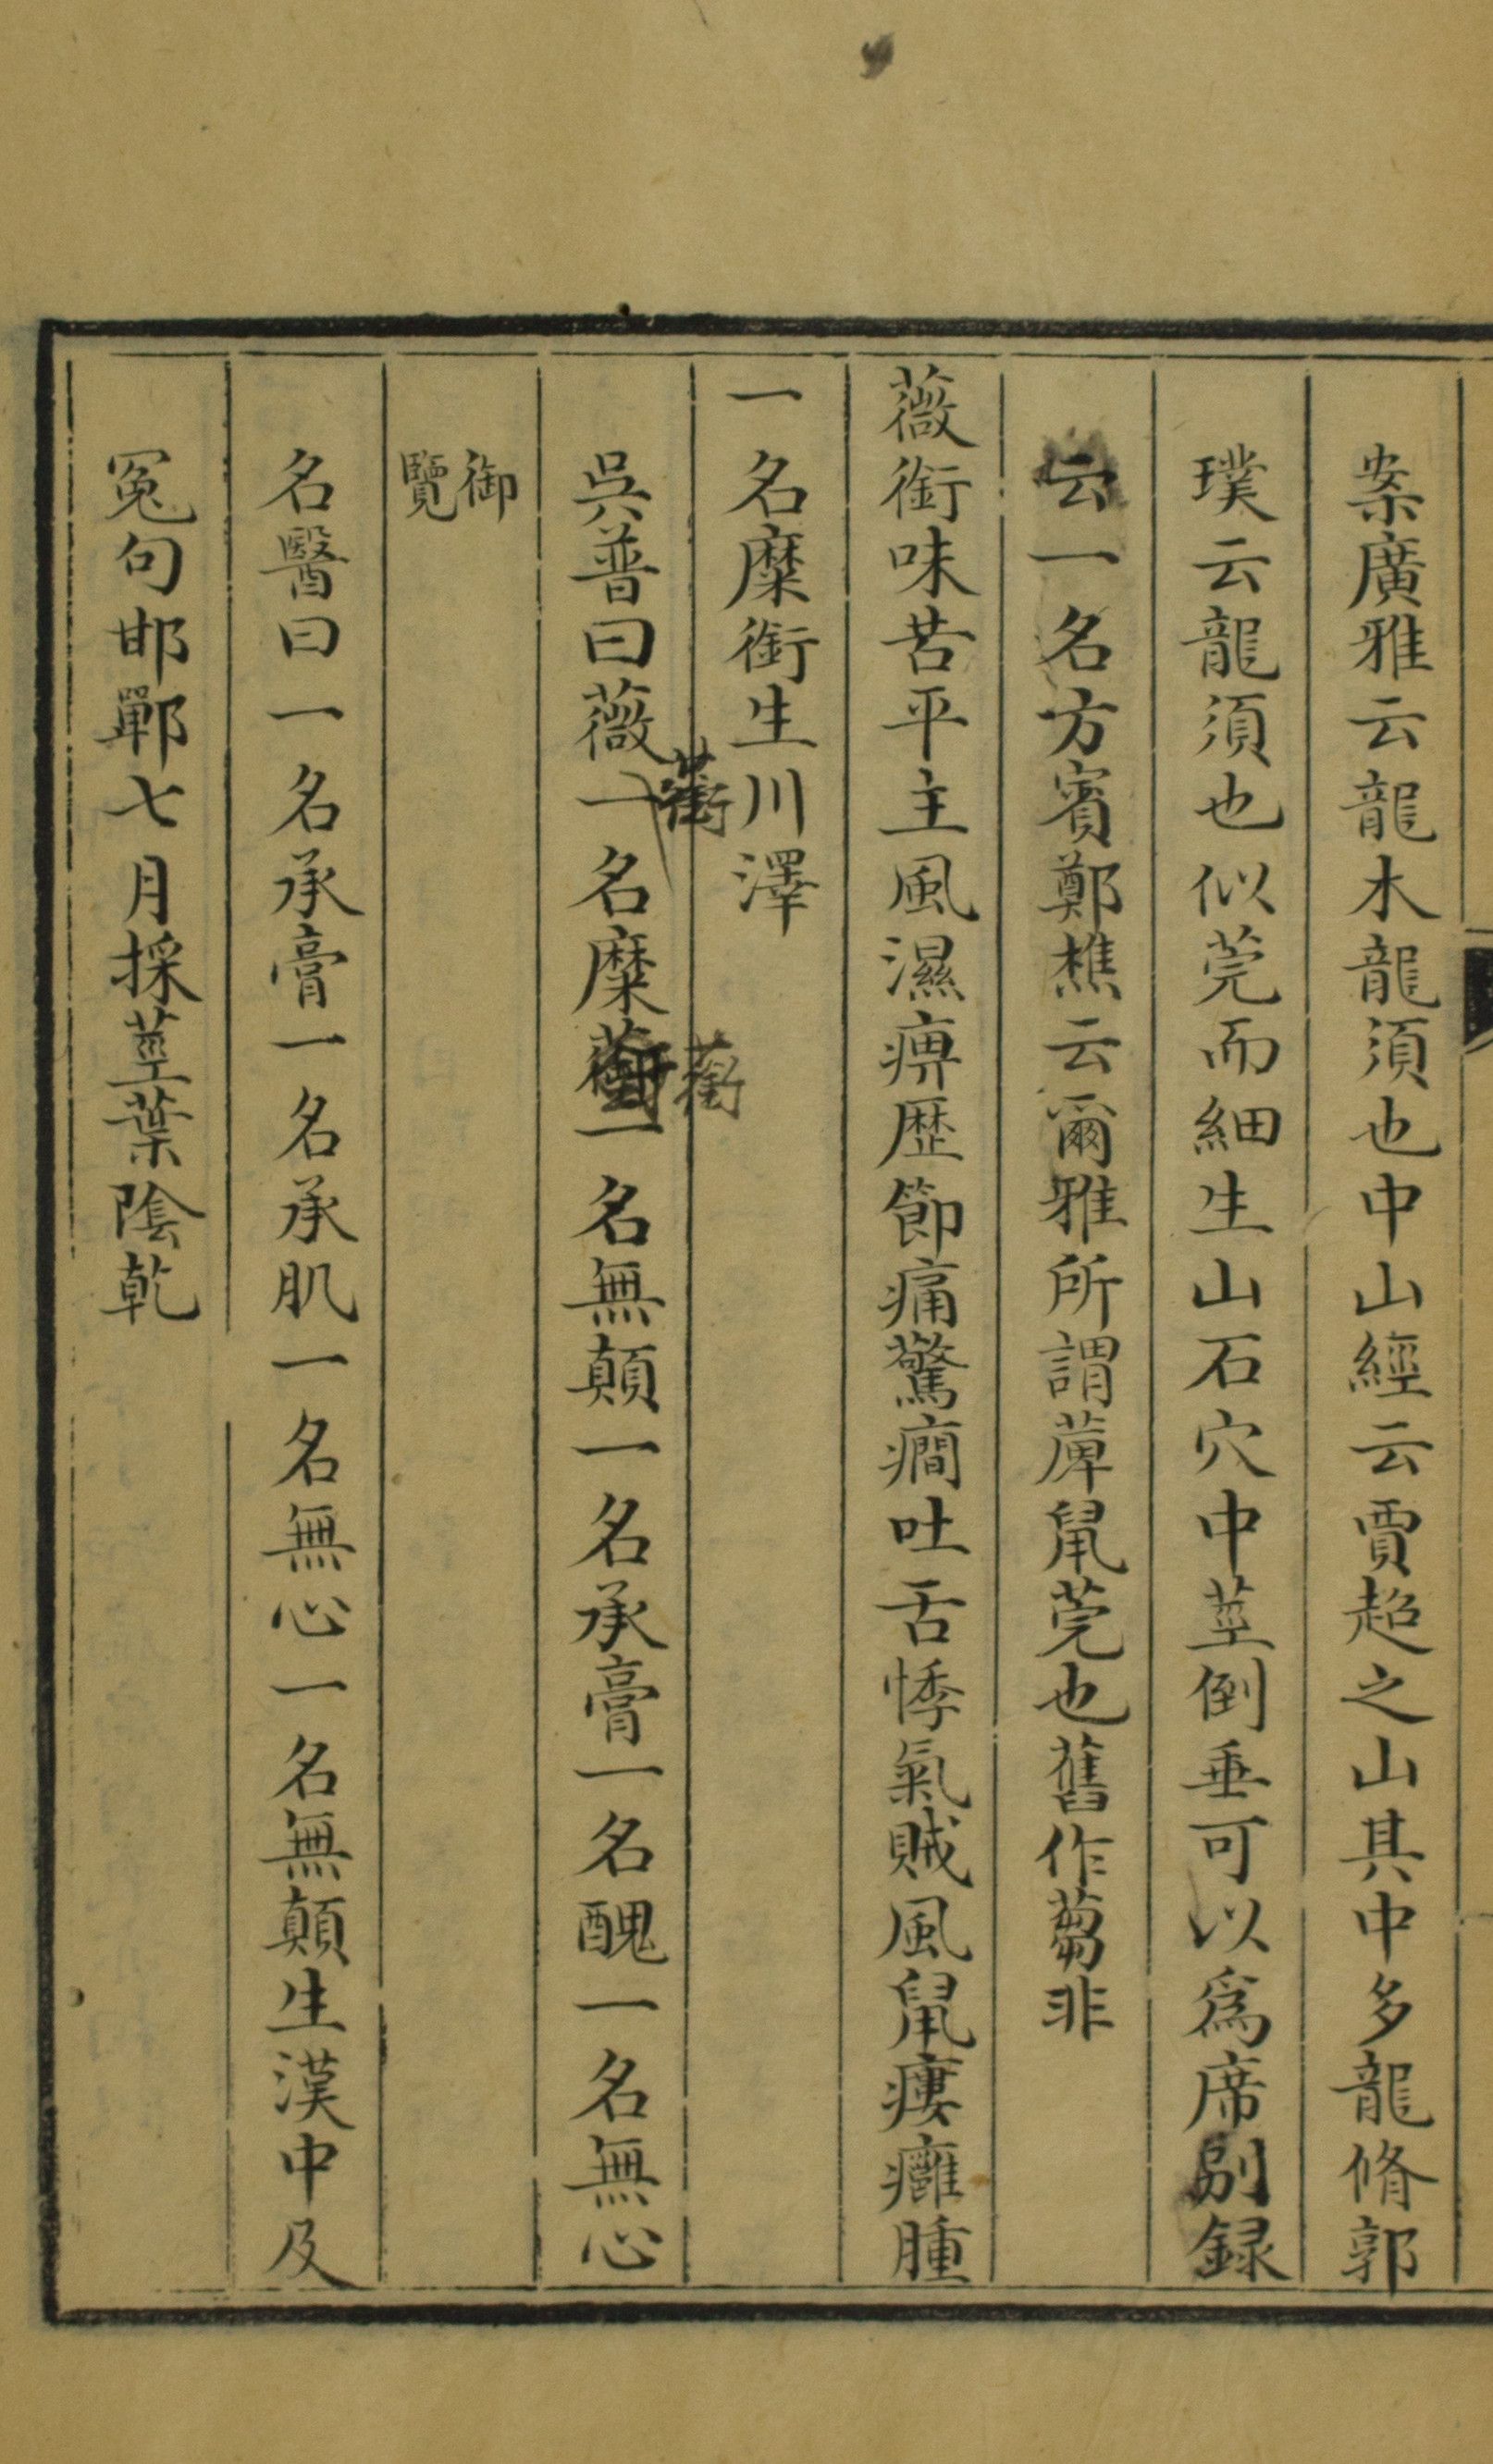 案廣雅云龍木龍須也中山經云賈超之山其中多龍脩郭
璞云龍須也似莞而細生山石穴中莖倒垂可以爲席別録
云一名方賓鄭樵云爾雅所謂薡鼠莞也舊作蒭非
薇銜味苦平主風濕痹歷節痛驚癎吐舌悸氣賊風鼠瘻癰腫
一名糜銜生川澤
吳普曰薇蘅一名糜蘅一名無顛一名承膏一名醜一名無心
御覽
名醫曰一名承膏一名承肌一名無心一名無顛生漢中及
冤句邯鄲七月採莖葉陰乾